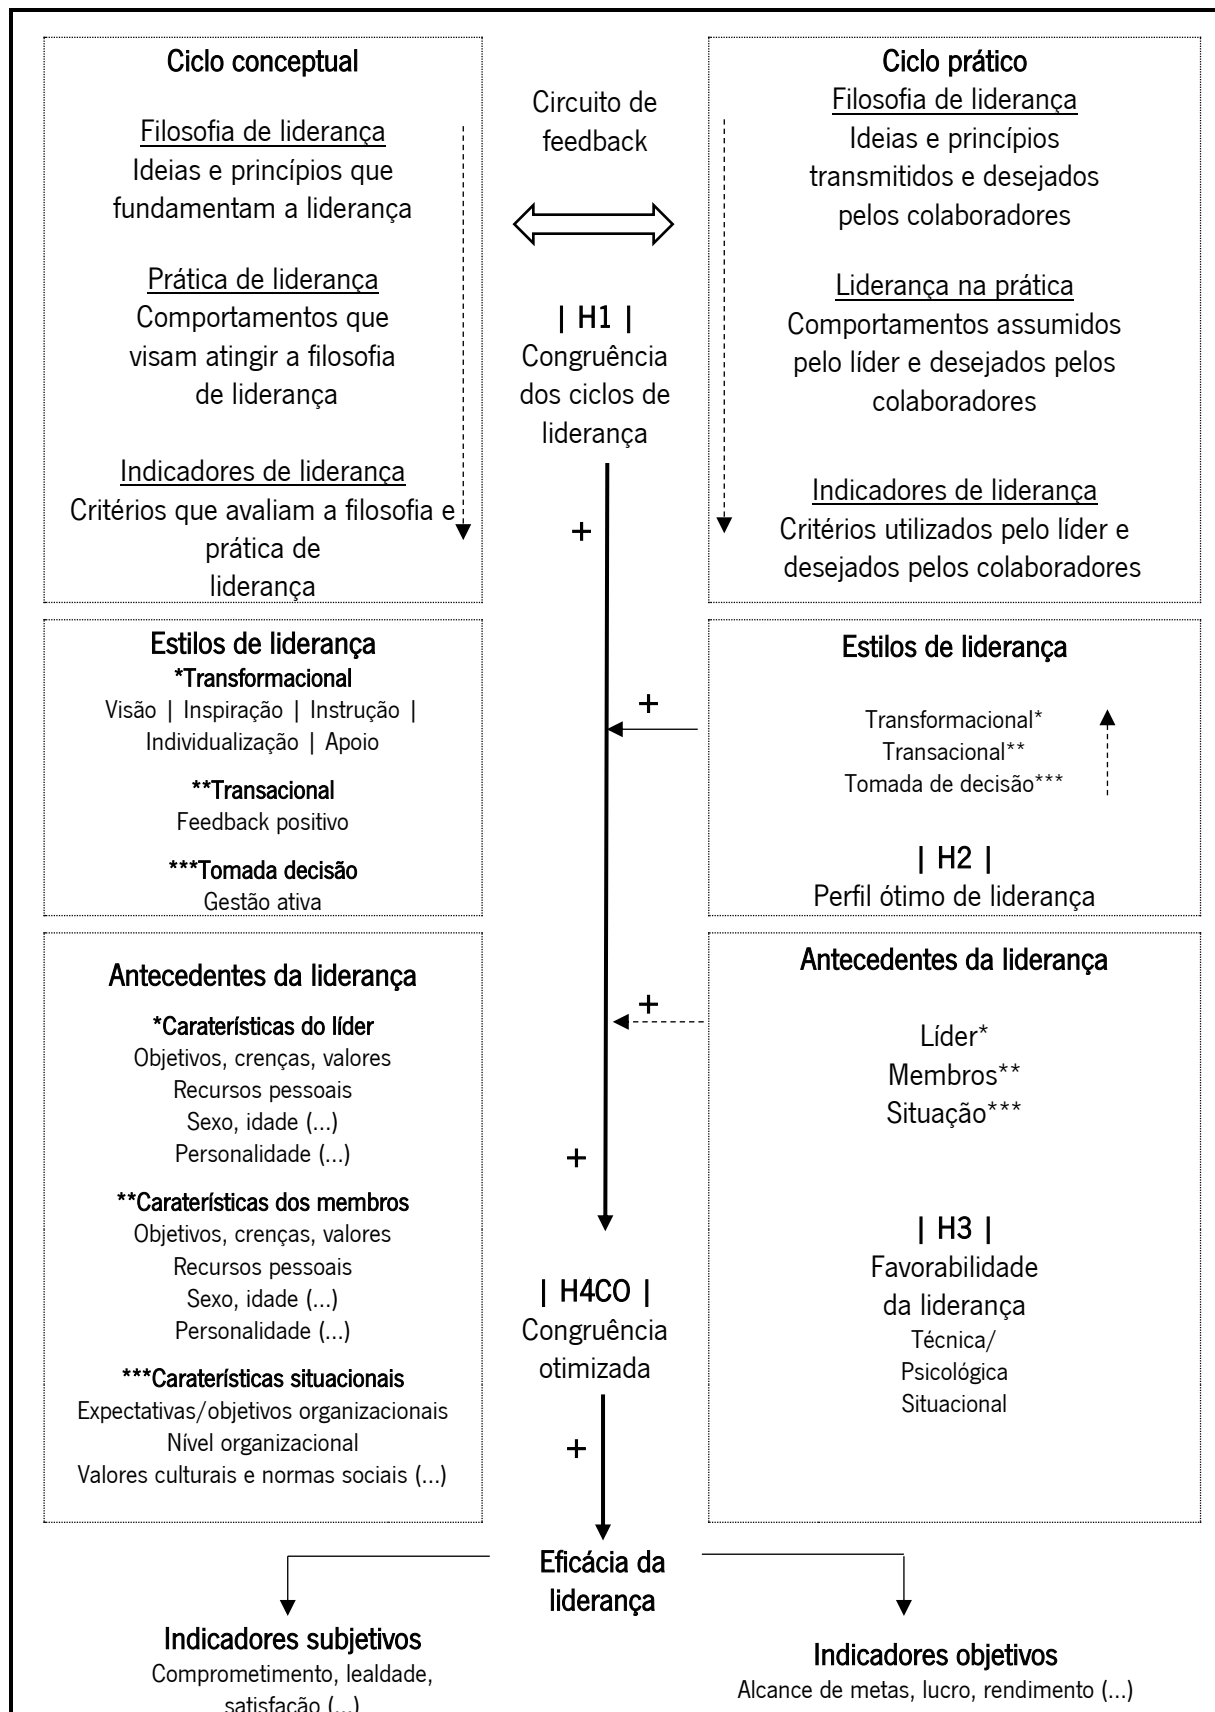 Ciclo conceptual
Filosofia de liderança
Ideias e princípios que
fundamentam a liderança
Prática de liderança
Comportamentos que
visam atingir a filosofia
de liderança
Indicadores de liderança
Critérios que avaliam a filosofia e
prática de
liderança
Circuito de
feedback
| H1 |
Congruência
dos ciclos de
liderança
+
Ciclo prático
Filosofia de liderança
Ideias e princípios
transmitidos e desejados
pelos colaboradores
Liderança na prática
Comportamentos assumidos
pelo líder e desejados pelos
colaboradores
Indicadores de liderança
Critérios utilizados pelo líder e
desejados pelos colaboradores
Estilos de liderança
*Transformacional
Visão | Inspiração | Instrução |
Individualização | Apoio
**Transacional
Feedback positivo
***Tomada decisão
Gestão ativa
+
Estilos de liderança
Transformacional*
Transacional**
Tomada de decisão***
| H2 |
Perfil ótimo de liderança
Antecedentes da liderança
*Caraterísticas do líder
Objetivos, crenças, valores
Recursos pessoais
Sexo, idade (...)
Personalidade (...)
**Caraterísticas dos membros
Objetivos, crenças, valores
Recursos pessoais
Sexo, idade (...)
Personalidade (...)
***Caraterísticas situacionais
Expectativas/objetivos organizacionais
Nível organizacional
Valores culturais e normas sociais (...)
+
+
| H4CO |
Congruência
otimizada
+
Antecedentes da liderança
Líder*
Membros**
Situação***
| H3 |
Favorabilidade
da liderança
Técnica/
Psicológica
Situacional
Eficácia da
liderança
Indicadores subjetivos
Comprometimento, lealdade,
satisfação (...)
Indicadores objetivos
Alcance de metas, lucro, rendimento (...)